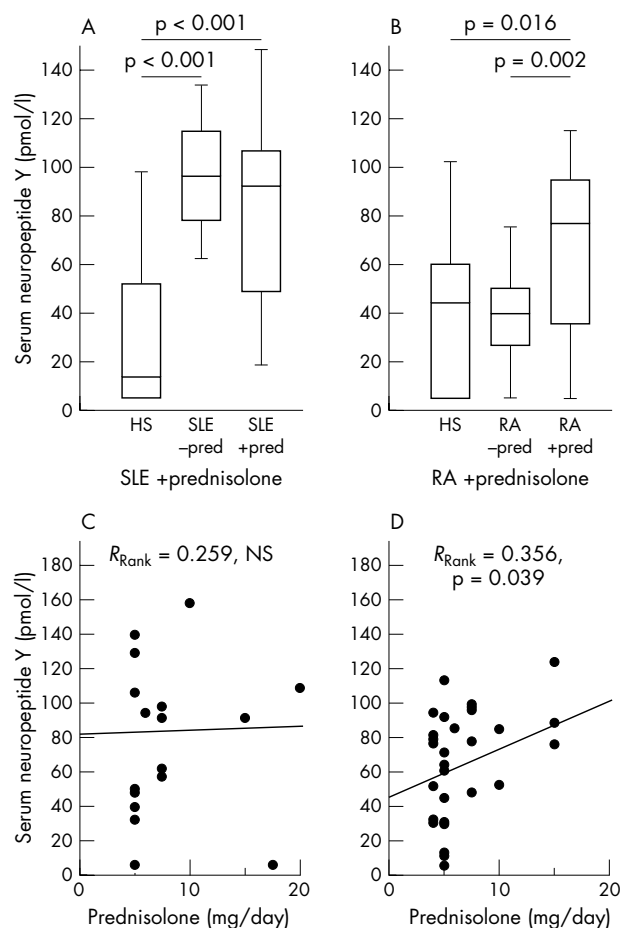 A
p < 0.001
p < 0.001
Serum neuropeptide Y (pmol/l)
140
120
100
80
60
40
20
0
HS
SLE
–pred
SLE
+pred
SLE +prednisolone
B
p = 0.016
p = 0.002
140
120
100
80
60
40
20
0
HS
RA
–pred
RA
+pred
RA +prednisolone
C
R_Rank = 0.259, NS
Serum neuropeptide Y (pmol/l)
180
160
140
120
100
80
60
40
20
0
0
10
20
Prednisolone (mg/day)
D
R_Rank = 0.356,
p = 0.039
180
160
140
120
100
80
60
40
20
0
0
10
20
Prednisolone (mg/day)